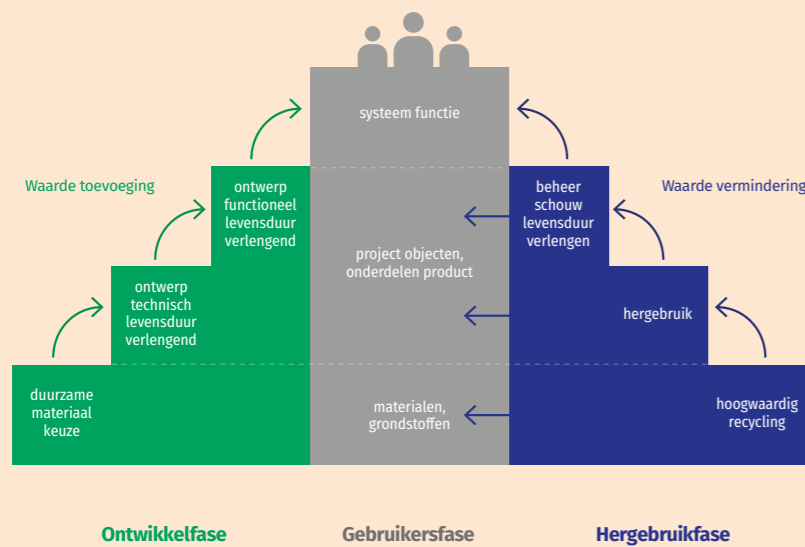 systeem functie
Waarde toevoeging
ontwerp
functioneel
levensduur
verlengend
beheer
schouw
levensduur
verlengen
Waarde vermindering
project objecten,
onderdelen product
ontwerp
technisch
levensduur
verlengend
hergebruik
duurzame
materiaal
keuze
materialen,
grondstoffen
hoogwaardig
recycling
Ontwikkelfase
Gebruikersfase
Hergebruikfase